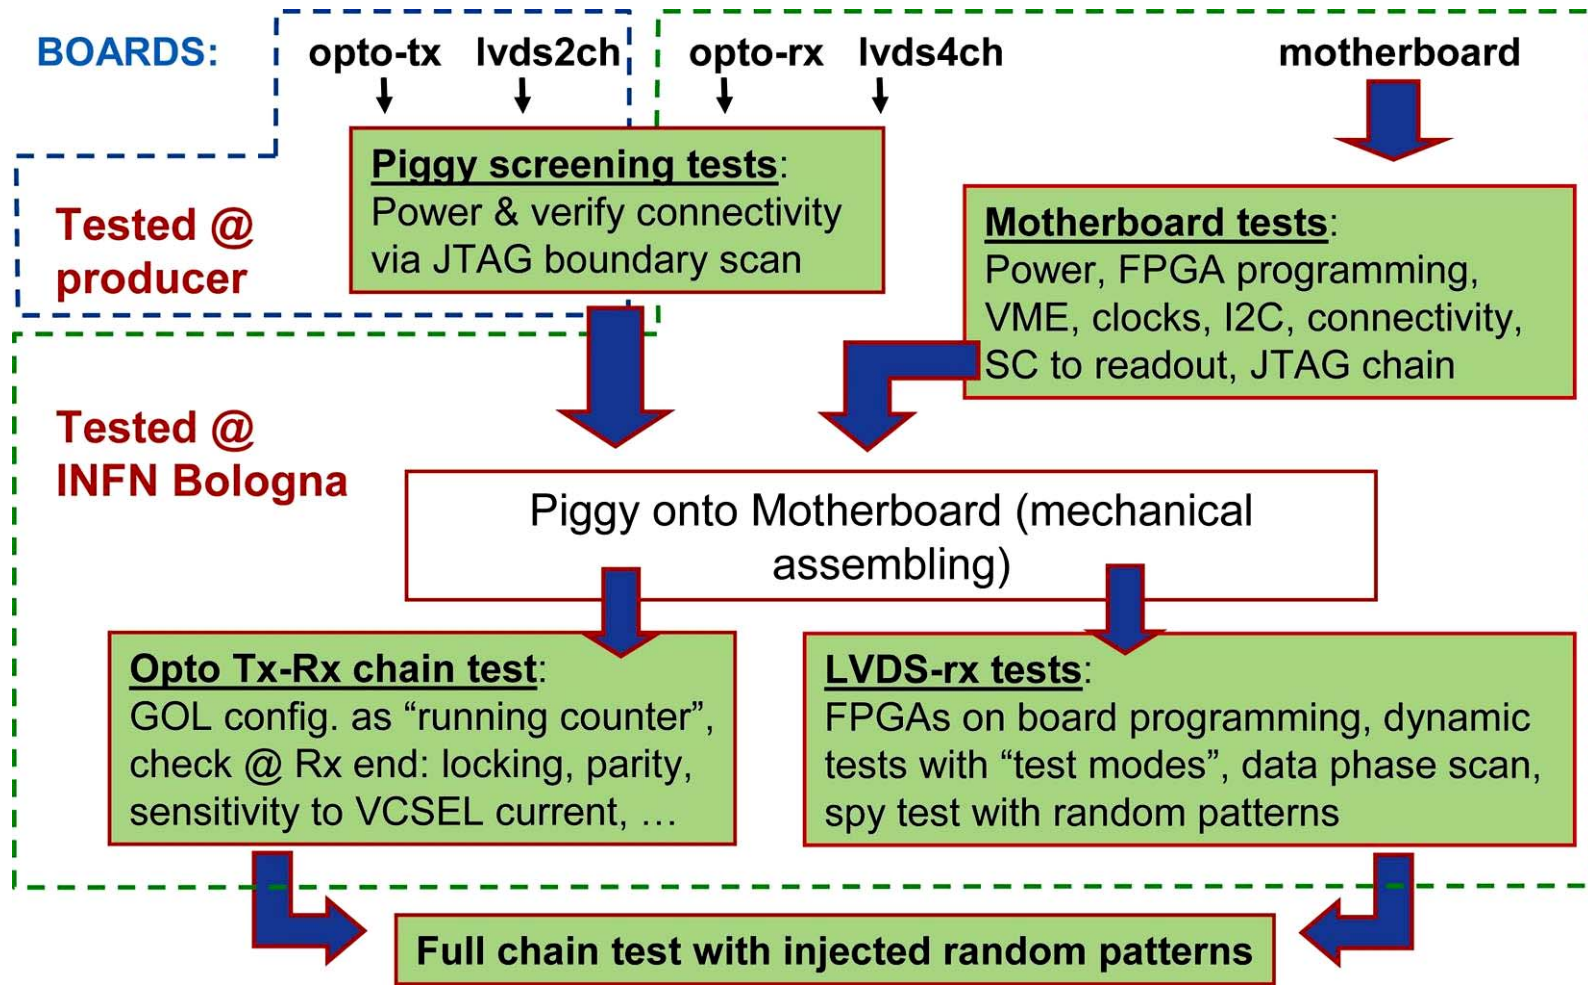 BOARDS:
opto-tx lvds2ch opto-rx lvds4ch motherboard
Piggy screening tests:
Power & verify connectivity
via JTAG boundary scan
Tested @
producer
Motherboard tests:
Power, FPGA programming,
VME, clocks, I2C, connectivity,
SC to readout, JTAG chain
Tested @
INFN Bologna
Piggy onto Motherboard (mechanical
assembling)
Opto Tx-Rx chain test:
GOL config. as “running counter”,
check @ Rx end: locking, parity,
sensitivity to VCSEL current, …
LVDS-rx tests:
FPGAs on board programming, dynamic
tests with “test modes”, data phase scan,
spy test with random patterns
Full chain test with injected random patterns